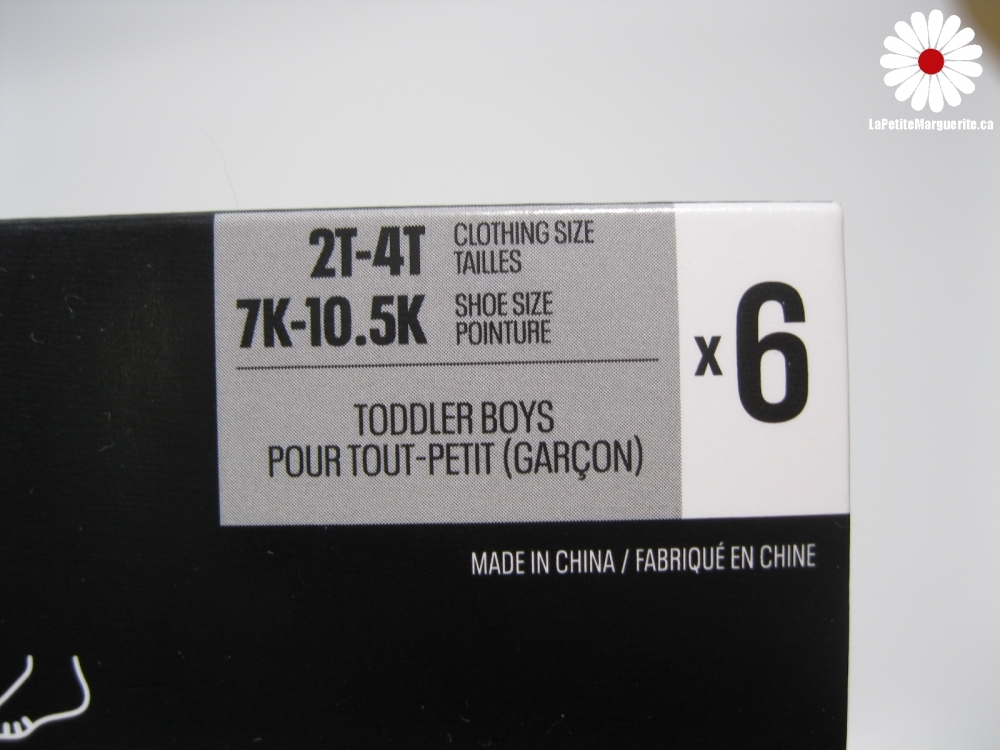 LaPetiteMarguerite.ca
2T-4T CLOTHING SIZE
TAILLES
7K-10.5K SHOE SIZE
POINTURE
x6
TODDLER BOYS
POUR TOUT-PETIT (GARÇON)
MADE IN CHINA / FABRIQUÉ EN CHINE